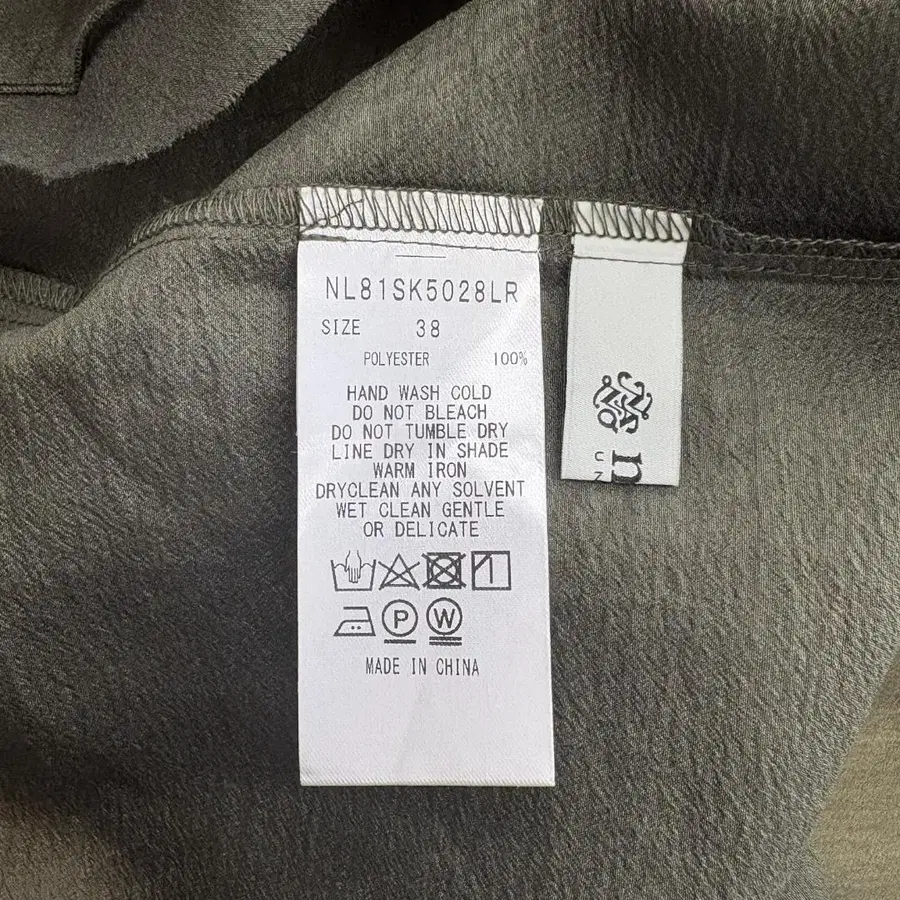 NL81SK5028LR
SIZE 38
POLYESTER 100%
HAND WASH COLD
DO NOT BLEACH
DO NOT TUMBLE DRY
LINE DRY IN SHADE
WARM IRON
DRYCLEAN ANY SOLVENT
WET CLEAN GENTLE
OR DELICATE
P W
MADE IN CHINA
n